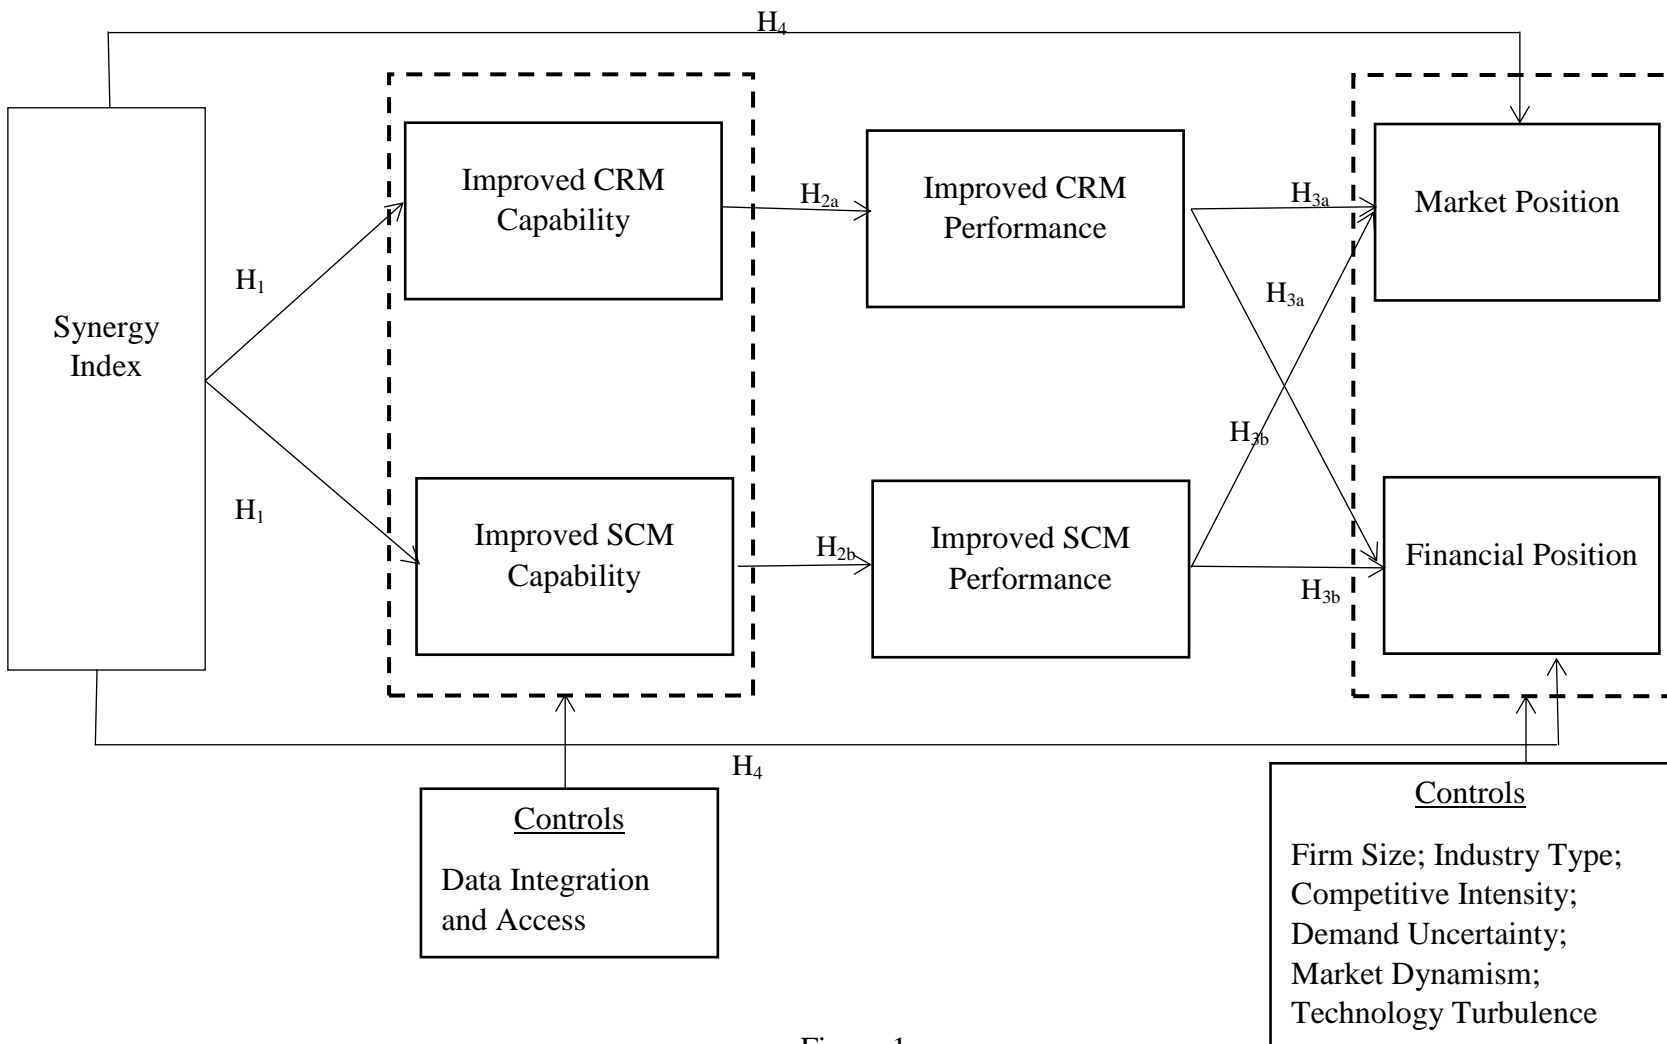 H4
Improved CRM
Capability
H2a
Improved CRM
Performance
H3a
Market Position
H1
H3a
Synergy
Index
H3b
H1
Improved SCM
Capability
H2b
Improved SCM
Performance
Financial Position
H3b
H4
Controls
Data Integration
and Access
Controls
Firm Size; Industry Type;
Competitive Intensity;
Demand Uncertainty;
Market Dynamism;
Technology Turbulence
Figure 1